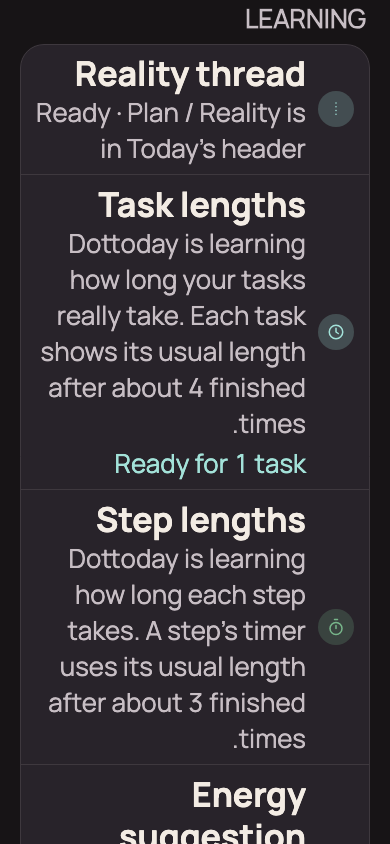 LEARNING
Reality thread
Ready · Plan / Reality is
in Today's header
Task lengths
Dottoday is learning
how long your tasks
really take. Each task
shows its usual length
after about 4 finished
.times
Ready for 1 task
Step lengths
Dottoday is learning
how long each step
takes. A step's timer
uses its usual length
after about 3 finished
.times
Energy
suggestion